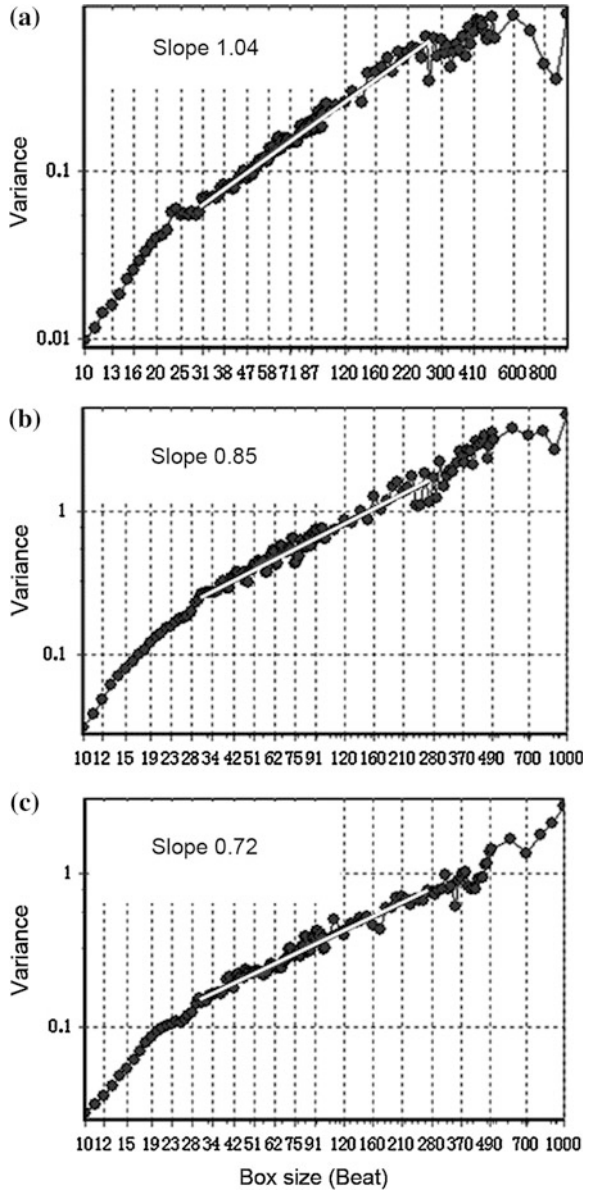 (a)
Slope 1.04
Variance
0.1
0.01
10 13 16 20 25 31 38 47 58 71 87 120 160 220 300 410 600 800
(b)
Slope 0.85
Variance
1
0.1
10 12 15 19 23 28 34 42 51 62 75 91 120 160 210 280 370 490 700 1000
(c)
Slope 0.72
Variance
1
0.1
10 12 15 19 23 28 34 42 51 62 75 91 120 160 210 280 370 490 700 1000
Box size (Beat)